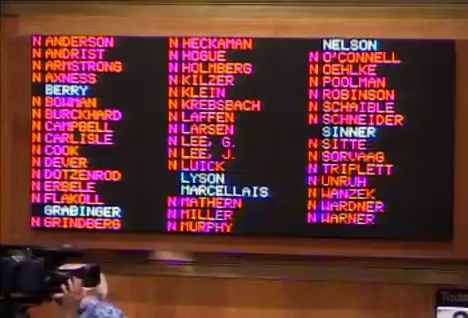 N ANDERSON
N ANDRIST
N ARMSTRONG
N AXNESS
BERRY
N BOWMAN
N BURCKHARD
N CAMPBELL
N CARLISLE
N COOK
N DEVER
N DOTZENROD
N ERBELE
N FLAKOLL
GRABINGER
N GRINDBERG
N HECKAMAN
N HOGUE
N HOLMBERG
N KILZER
N KLEIN
N KREBSBACH
N LAFFEN
N LARSEN
N LEE, G.
N LEE, J.
N LUICK
LYSON
MARCELLAIS
N MATHERN
N MILLER
N MURPHY
NELSON
N O'CONNELL
N OEHLKE
N POOLMAN
N ROBINSON
N SCHAIBLE
N SCHNEIDER
SINNER
N SITTE
N SORVAAG
N TRIPLETT
N UNRUH
N WANZEK
N WARDNER
N WARNER